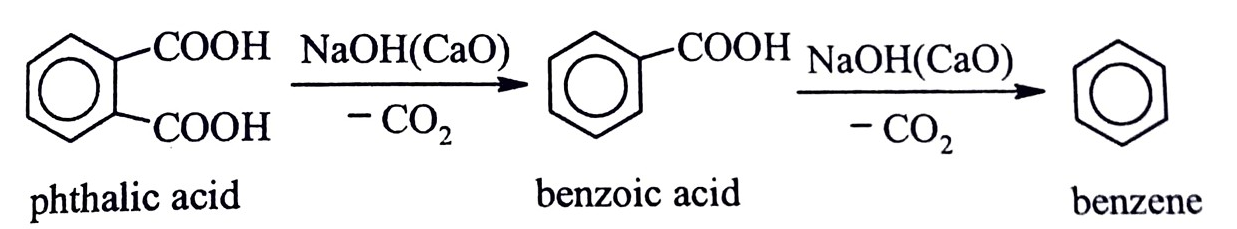 COOH NaOH(CaO) COOH NaOH(CaO)
COOH – CO₂ – CO₂
phthalic acid benzoic acid benzene